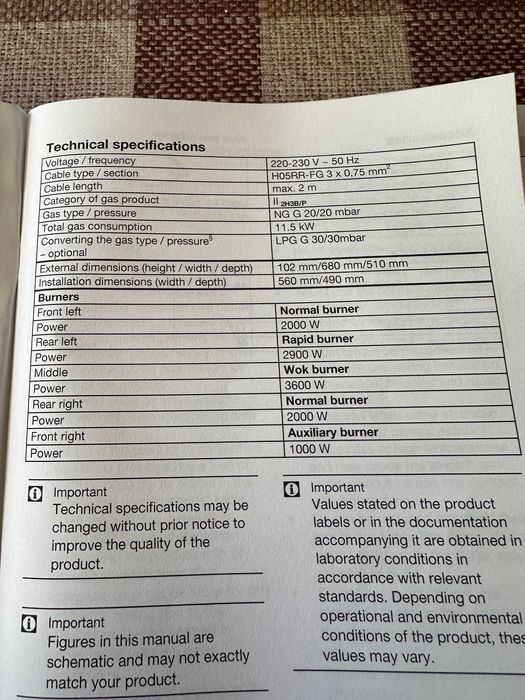 Technical specifications
Voltage / frequency 220-230 V ~ 50 Hz
Cable type / section H05RR-FG 3 x 0,75 mm²
Cable length max. 2 m
Category of gas product II 2H3B/P
Gas type / pressure NG G 20/20 mbar
Total gas consumption 11.5 kW
Converting the gas type / pressure§ LPG G 30/30mbar
– optional
External dimensions (height / width / depth) 102 mm/680 mm/510 mm
Installation dimensions (width / depth) 560 mm/490 mm
Burners
Front left Normal burner
Power 2000 W
Rear left Rapid burner
Power 2900 W
Middle Wok burner
Power 3600 W
Rear right Normal burner
Power 2000 W
Front right Auxiliary burner
Power 1000 W
i Important
Technical specifications may be
changed without prior notice to
improve the quality of the
product.
i Important
Figures in this manual are
schematic and may not exactly
match your product.
i Important
Values stated on the product
labels or in the documentation
accompanying it are obtained in
laboratory conditions in
accordance with relevant
standards. Depending on
operational and environmental
conditions of the product, thes
values may vary.